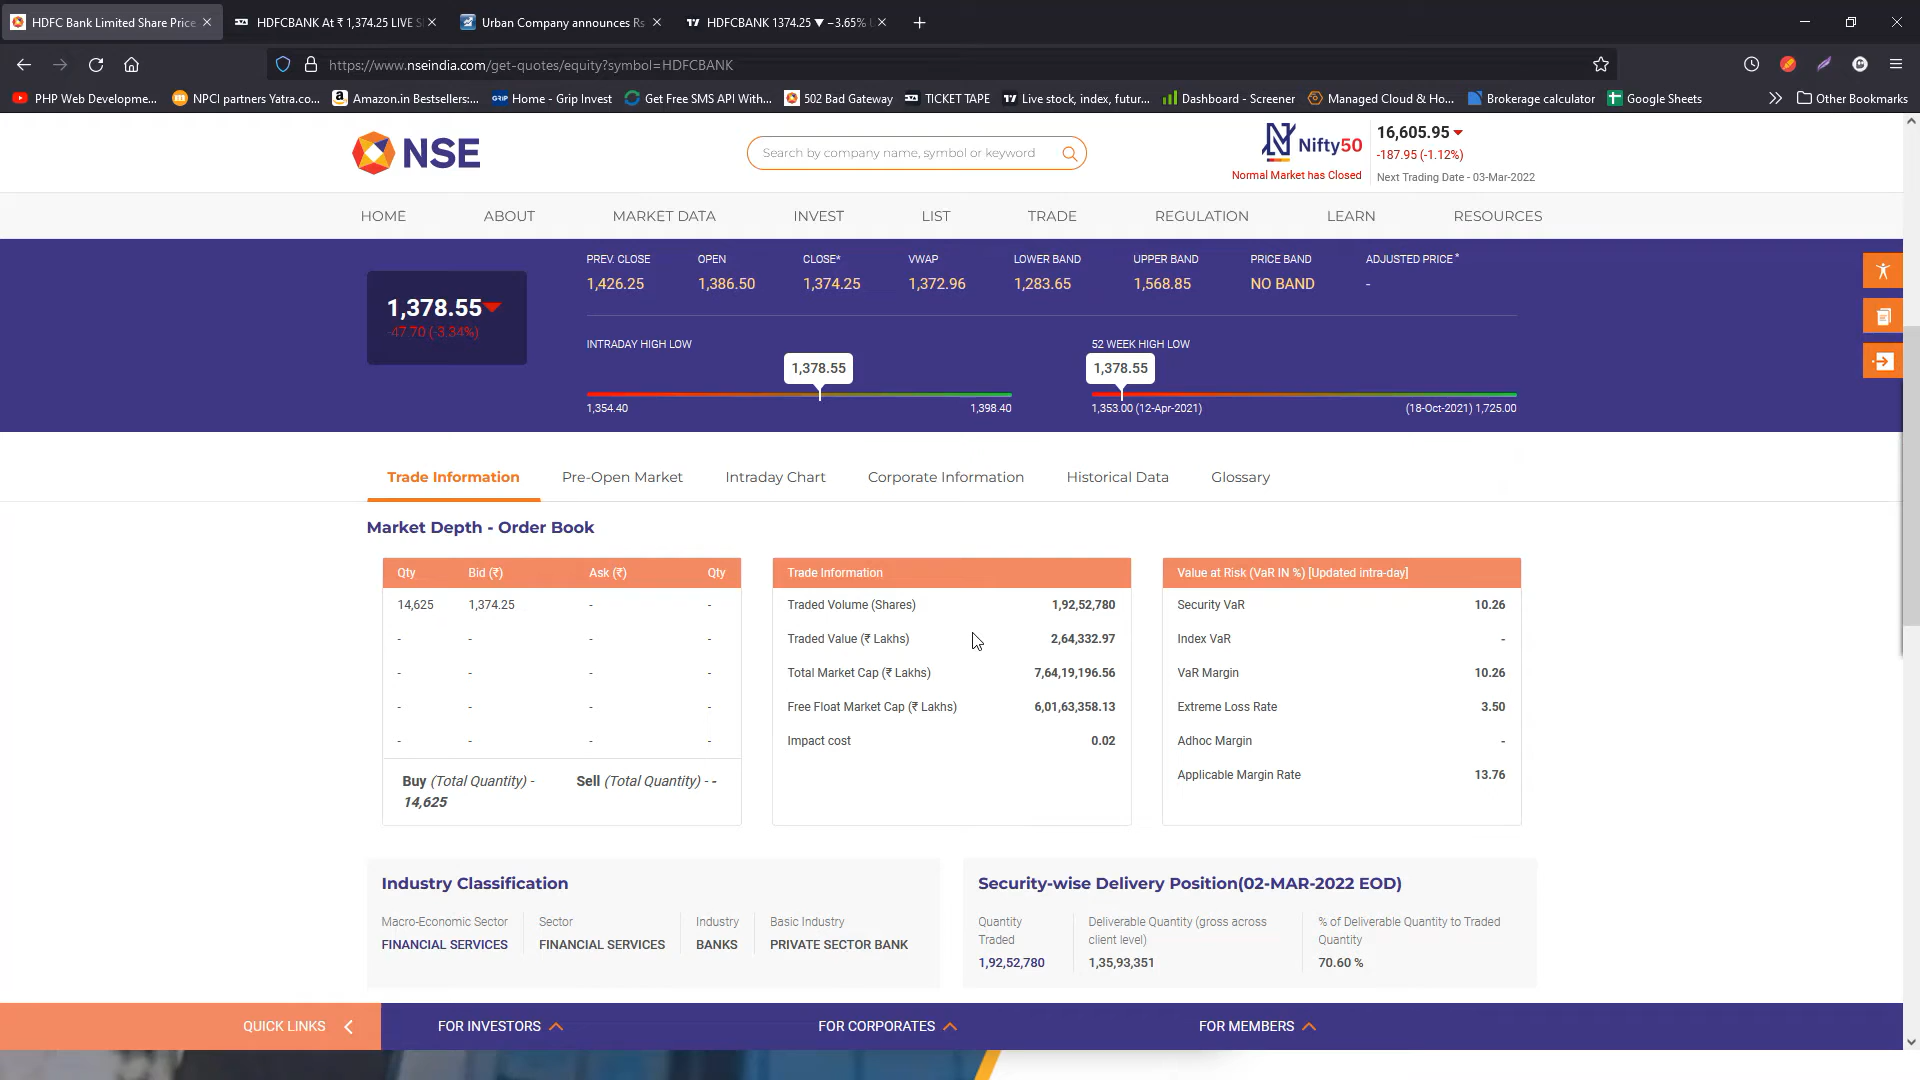 HDFC Bank Limited Share Price
HDFCBANK At ₹ 1,374.25 LIVE S
Urban Company announces Rs
HDFCBANK 1374.25 ▼ −3.65% U
https://www.nseindia.com/get-quotes/equity?symbol=HDFCBANK
PHP Web Developme...
NPCI partners Yatra.co...
Amazon.in Bestsellers:...
GRIP
Home - Grip Invest
Get Free SMS API With...
502 Bad Gateway
TICKET TAPE
Live stock, index, futur...
Dashboard - Screener
Managed Cloud & Ho...
Brokerage calculator
Google Sheets
Other Bookmarks
NSE
Search by company name, symbol or keyword
Nifty50
Normal Market has Closed
16,605.95
-187.95 (-1.12%)
Next Trading Date - 03-Mar-2022
HOME ABOUT MARKET DATA INVEST LIST TRADE REGULATION LEARN RESOURCES
1,378.55
-47.70 (-3.34%)
PREV. CLOSE OPEN CLOSE* VWAP LOWER BAND UPPER BAND PRICE BAND ADJUSTED PRICE*
1,426.25 1,386.50 1,374.25 1,372.96 1,283.65 1,568.85 NO BAND -
INTRADAY HIGH LOW
1,378.55
1,354.40 1,398.40
52 WEEK HIGH LOW
1,378.55
1,353.00 (12-Apr-2021) (18-Oct-2021) 1,725.00
Trade Information Pre-Open Market Intraday Chart Corporate Information Historical Data Glossary
Market Depth - Order Book
Qty Bid (₹) Ask (₹) Qty
14,625 1,374.25 - -
- - - -
- - - -
- - - -
- - - -
Buy (Total Quantity) -
14,625
Sell (Total Quantity) - -
Trade Information
Traded Volume (Shares) 1,92,52,780
Traded Value (₹ Lakhs) 2,64,332.97
Total Market Cap (₹ Lakhs) 7,64,19,196.56
Free Float Market Cap (₹ Lakhs) 6,01,63,358.13
Impact cost 0.02
Value at Risk (VaR IN %) [Updated intra-day]
Security VaR 10.26
Index VaR -
VaR Margin 10.26
Extreme Loss Rate 3.50
Adhoc Margin -
Applicable Margin Rate 13.76
Industry Classification
Macro-Economic Sector Sector Industry Basic Industry
FINANCIAL SERVICES FINANCIAL SERVICES BANKS PRIVATE SECTOR BANK
Security-wise Delivery Position(02-MAR-2022 EOD)
Quantity
Traded
1,92,52,780
Deliverable Quantity (gross across
client level)
1,35,93,351
% of Deliverable Quantity to Traded
Quantity
70.60 %
QUICK LINKS FOR INVESTORS FOR CORPORATES FOR MEMBERS